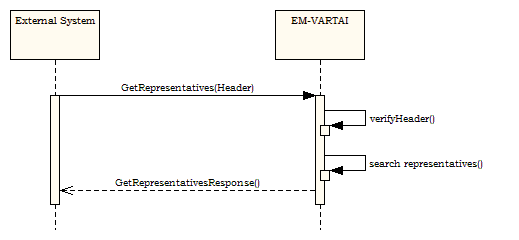 External System
EM-VARTAI
GetRepresentatives(Header)
verifyHeader()
search representatives()
GetRepresentativesResponse()